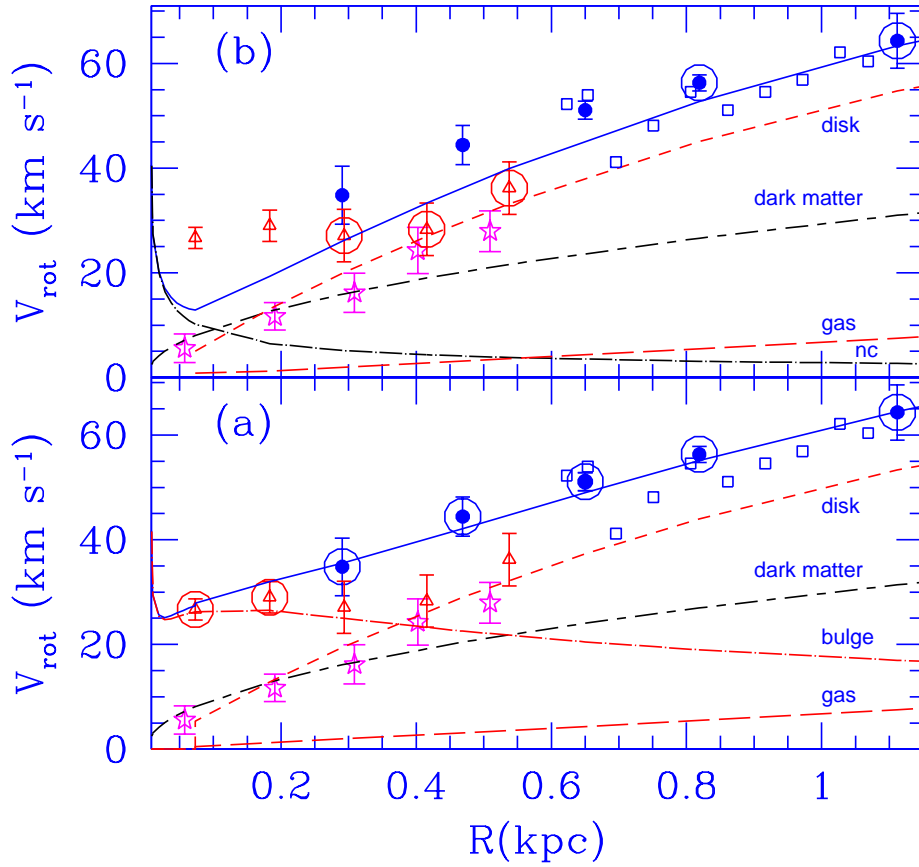 (b)
60
40
20
0
V_rot (km s⁻¹)
disk
dark matter
gas
nc
(a)
60
40
20
0
V_rot (km s⁻¹)
disk
dark matter
bulge
gas
0.2 0.4 0.6 0.8 1
R(kpc)